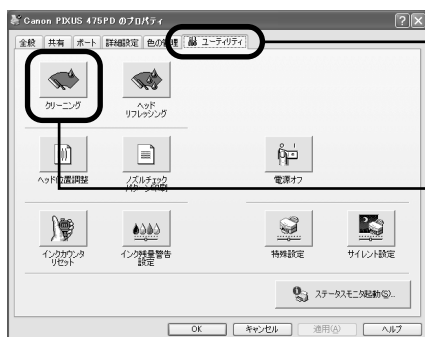 Canon PIXUS 475PD のプロパティ
全般 共有 ポート 詳細設定 色の管理 ユーティリティ
クリーニング
ヘッド
リフレッシング
ヘッド位置調整
ノズルチェック
パターン印刷
電源オフ
インクカウンタ
リセット
インク残量警告
設定
特殊設定
サイレント設定
ステータスモニタ起動(S)...
OK キャンセル 適用(A) ヘルプ